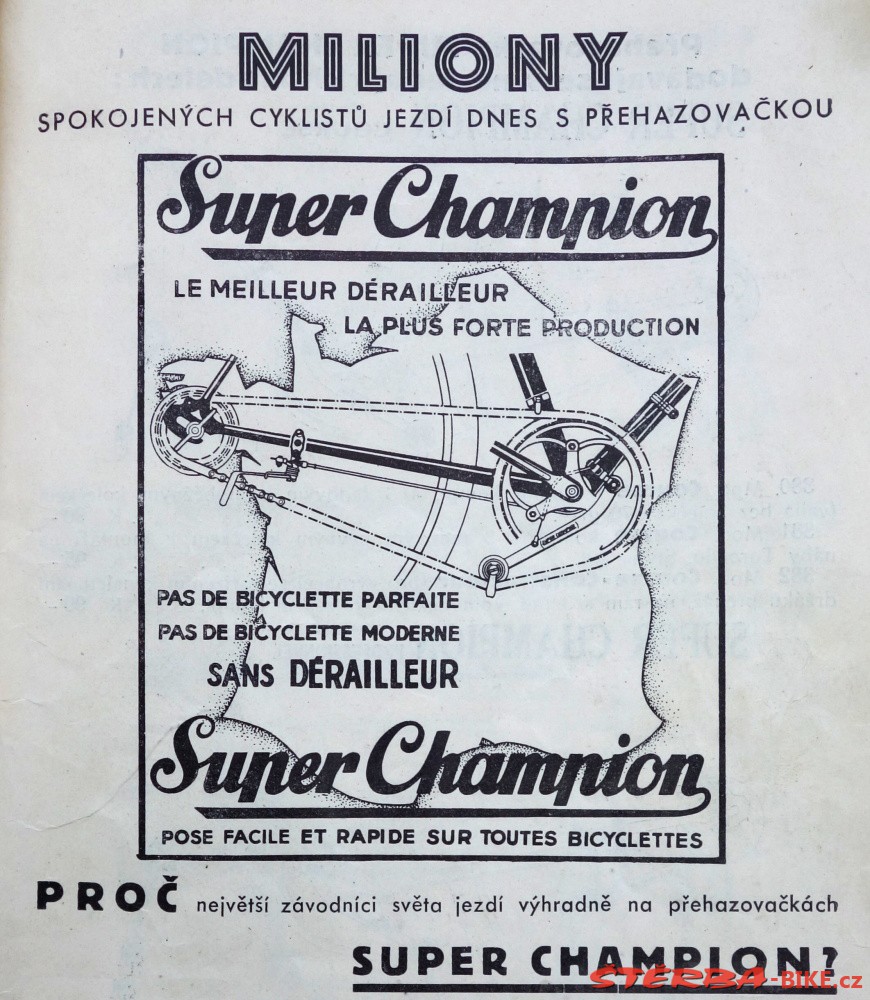 MILIONY
SPOKOJENÝCH CYKLISTŮ JEZDÍ DNES S PŘEHAZOVAČKOU
Super Champion
LE MEILLEUR DÉRAILLEUR
LA PLUS FORTE PRODUCTION
PAS DE BICYCLETTE PARFAITE
PAS DE BICYCLETTE MODERNE
SANS DÉRAILLEUR
Super Champion
POSE FACILE ET RAPIDE SUR TOUTES BICYCLETTES
PROČ největší závodníci světa jezdí výhradně na přehazovačkách
SUPER CHAMPION?
ŠTERBA-BIKE.cz